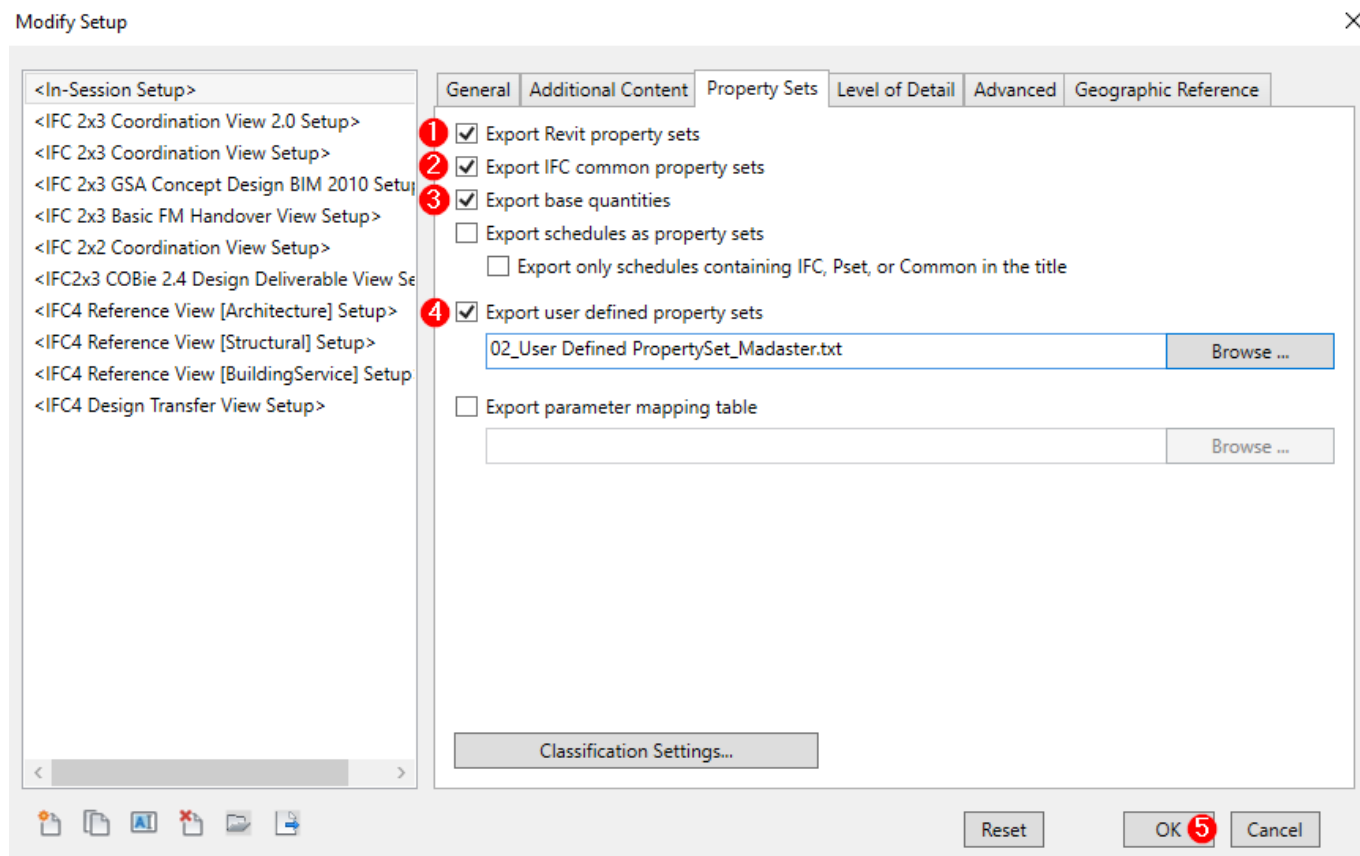 Modify Setup
<In-Session Setup>
<IFC 2x3 Coordination View 2.0 Setup>
<IFC 2x3 Coordination View Setup>
<IFC 2x3 GSA Concept Design BIM 2010 Setup
<IFC 2x3 Basic FM Handover View Setup>
<IFC 2x2 Coordination View Setup>
<IFC2x3 COBie 2.4 Design Deliverable View Se
<IFC4 Reference View [Architecture] Setup>
<IFC4 Reference View [Structural] Setup>
<IFC4 Reference View [BuildingService] Setup
<IFC4 Design Transfer View Setup>
General Additional Content Property Sets Level of Detail Advanced Geographic Reference
1 Export Revit property sets
2 Export IFC common property sets
3 Export base quantities
Export schedules as property sets
Export only schedules containing IFC, Pset, or Common in the title
4 Export user defined property sets
02_User Defined PropertySet_Madaster.txt Browse ...
Export parameter mapping table
Browse ...
Classification Settings...
AI
Reset OK 5 Cancel